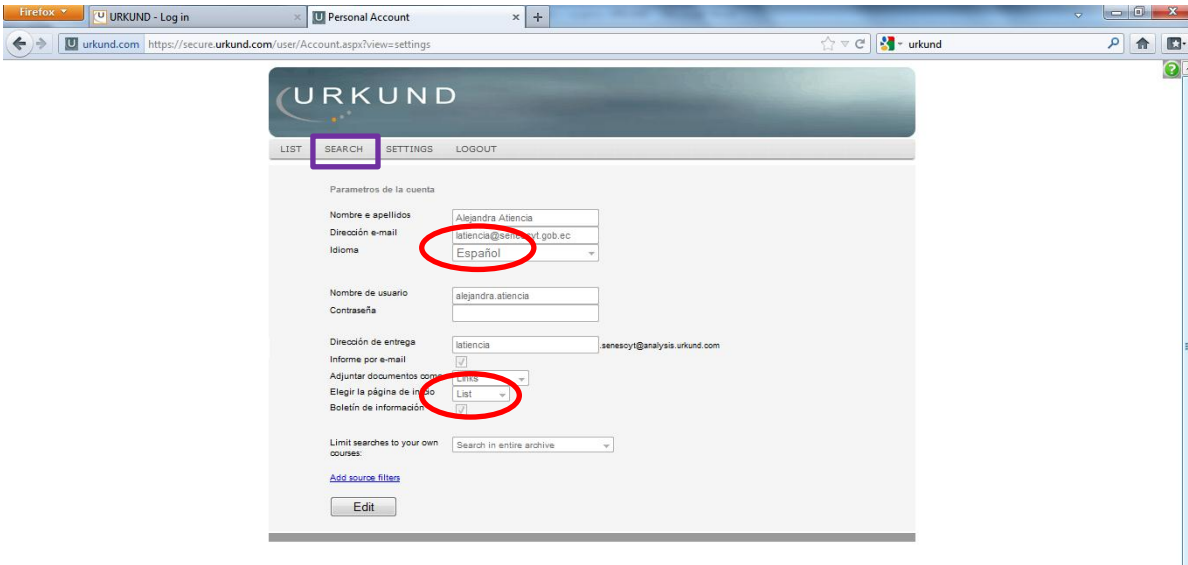 Firefox
URKUND - Log in
Personal Account
urkund.com https://secure.urkund.com/user/Account.aspx?view=settings
urkund
URKUND
LIST SEARCH SETTINGS LOGOUT
Parametros de la cuenta
Nombre e apellidos Alejandra Atiencia
Dirección e-mail latiencia@senescyt.gob.ec
Idioma Español
Nombre de usuario alejandra.atiencia
Contraseña
Dirección de entrega latiencia .senescyt@analysis.urkund.com
Informe por e-mail
Adjuntar documentos como Links
Elegir la página de inicio List
Boletín de información
Limit searches to your own Search in entire archive
courses:
Add source filters
Edit